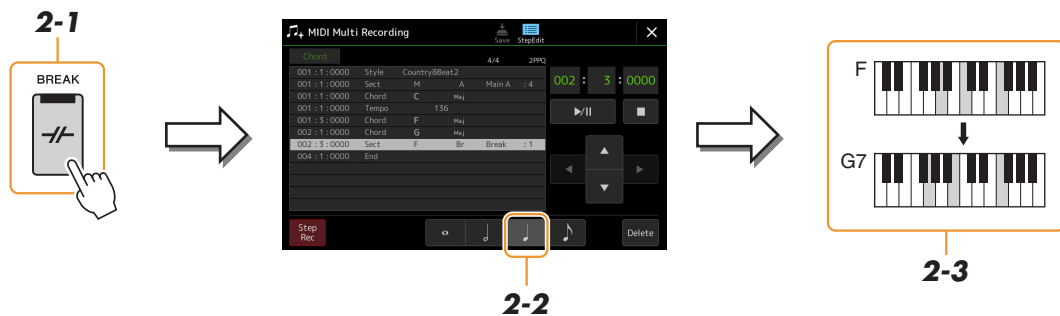 2-1
BREAK
MIDI Multi Recording
Save
StepEdit
Chord
4/4 2PPQ
001 : 1 : 0000 Style Country8Beat2
001 : 1 : 0000 Sect M A Main A : 4
001 : 1 : 0000 Chord C Maj
001 : 1 : 0000 Tempo 136
001 : 3 : 0000 Chord F Maj
002 : 1 : 0000 Chord G Maj
002 : 3 : 0000 Sect F Br Break : 1
004 : 1 : 0000 End
002 : 3 : 0000
Step
Rec
Delete
2-2
F
G7
2-3